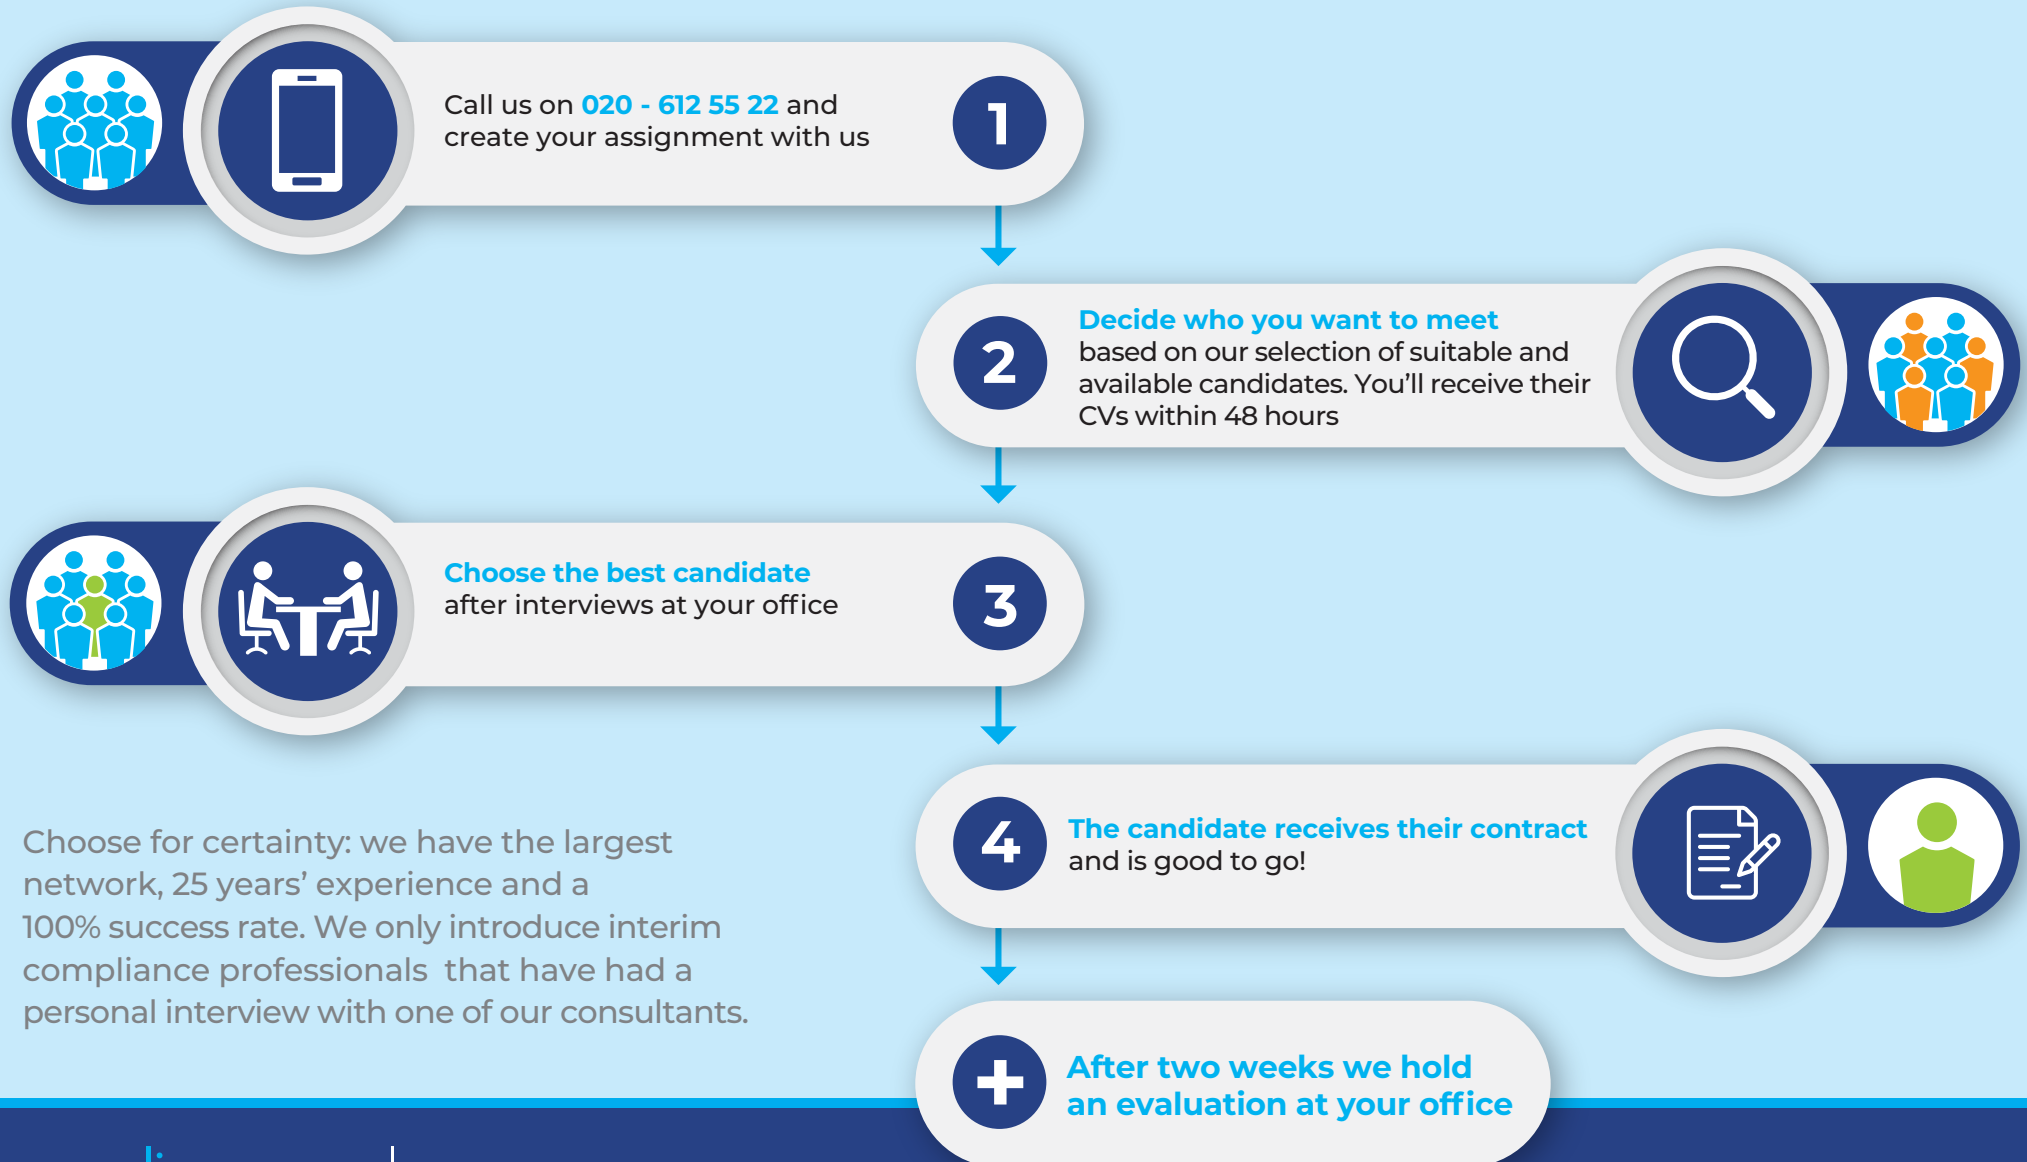 Call us on 020 - 612 55 22 and
create your assignment with us
1
2
Decide who you want to meet
based on our selection of suitable and
available candidates. You’ll receive their
CVs within 48 hours
Choose the best candidate
after interviews at your office
3
4
The candidate receives their contract
and is good to go!
Choose for certainty: we have the largest
network, 25 years’ experience and a
100% success rate. We only introduce interim
compliance professionals  that have had a
personal interview with one of our consultants.
+
After two weeks we hold
an evaluation at your office